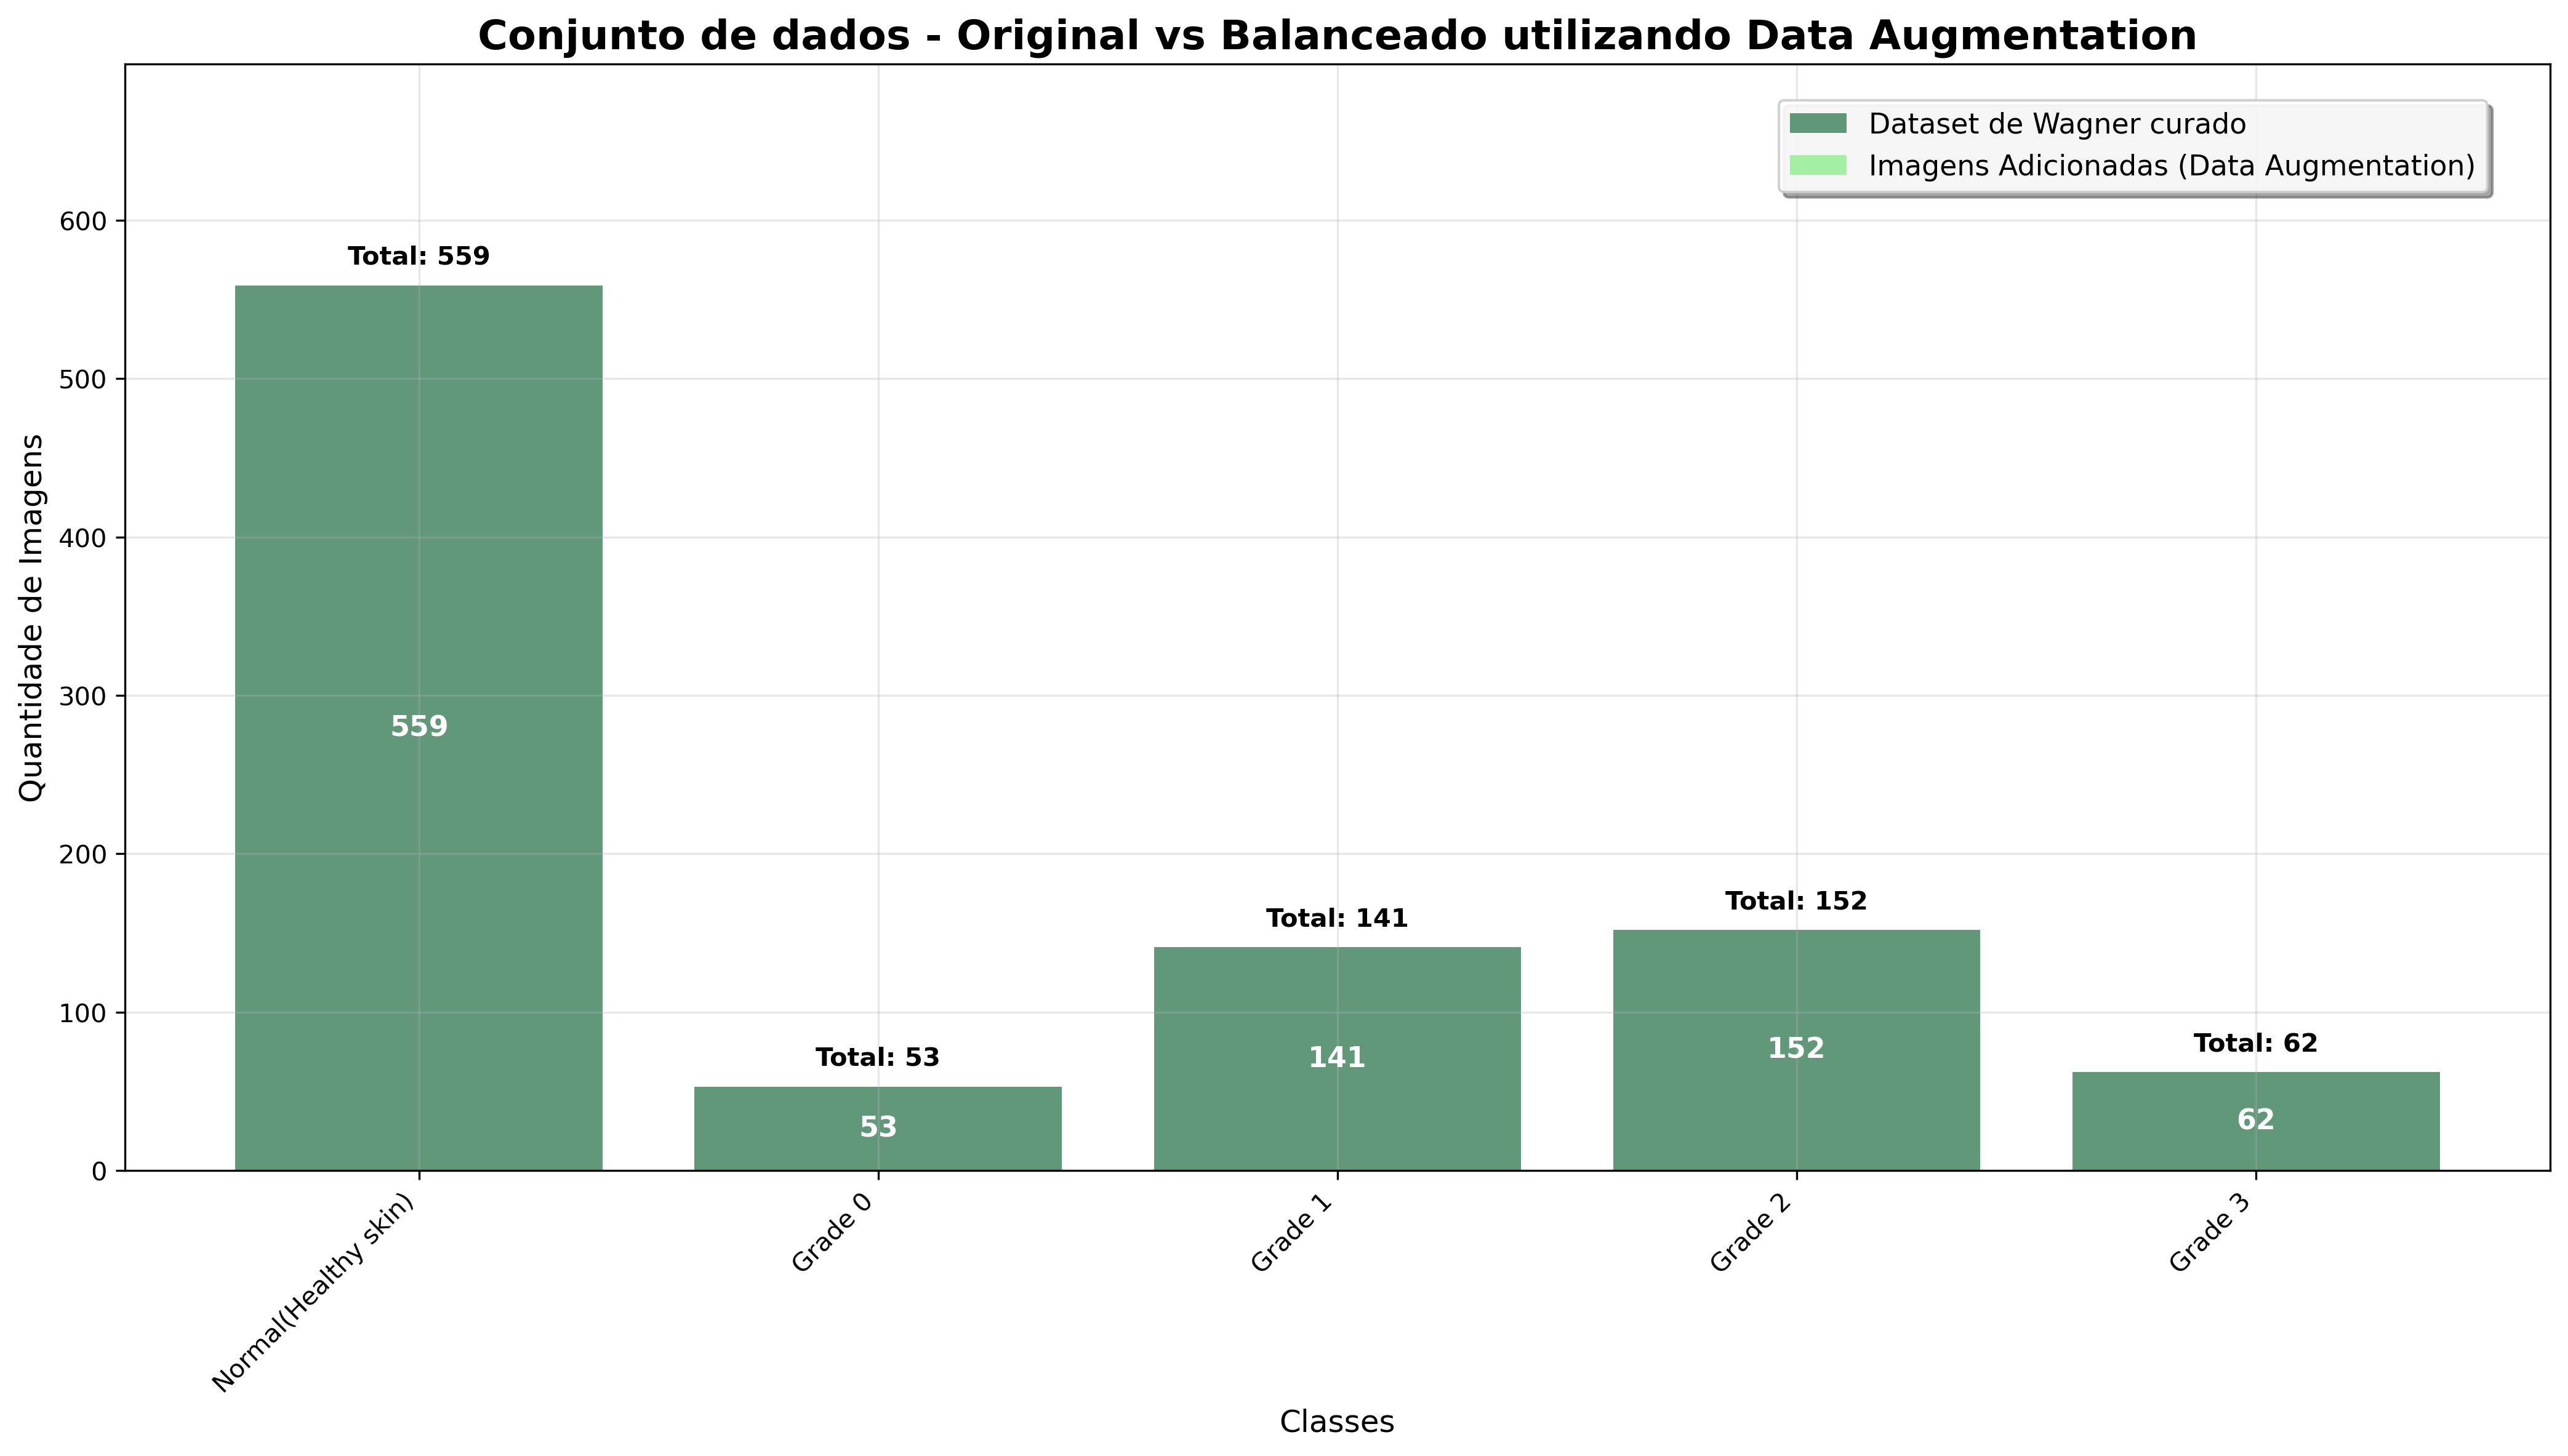 Conjunto de dados - Original vs Balanceado utilizando Data Augmentation
Dataset de Wagner curado
Imagens Adicionadas (Data Augmentation)
Quantidade de Imagens
600
500
400
300
200
100
0
Total: 559
559
Total: 53
53
Total: 141
141
Total: 152
152
Total: 62
62
Normal(Healthy skin)
Grade 0
Grade 1
Grade 2
Grade 3
Classes